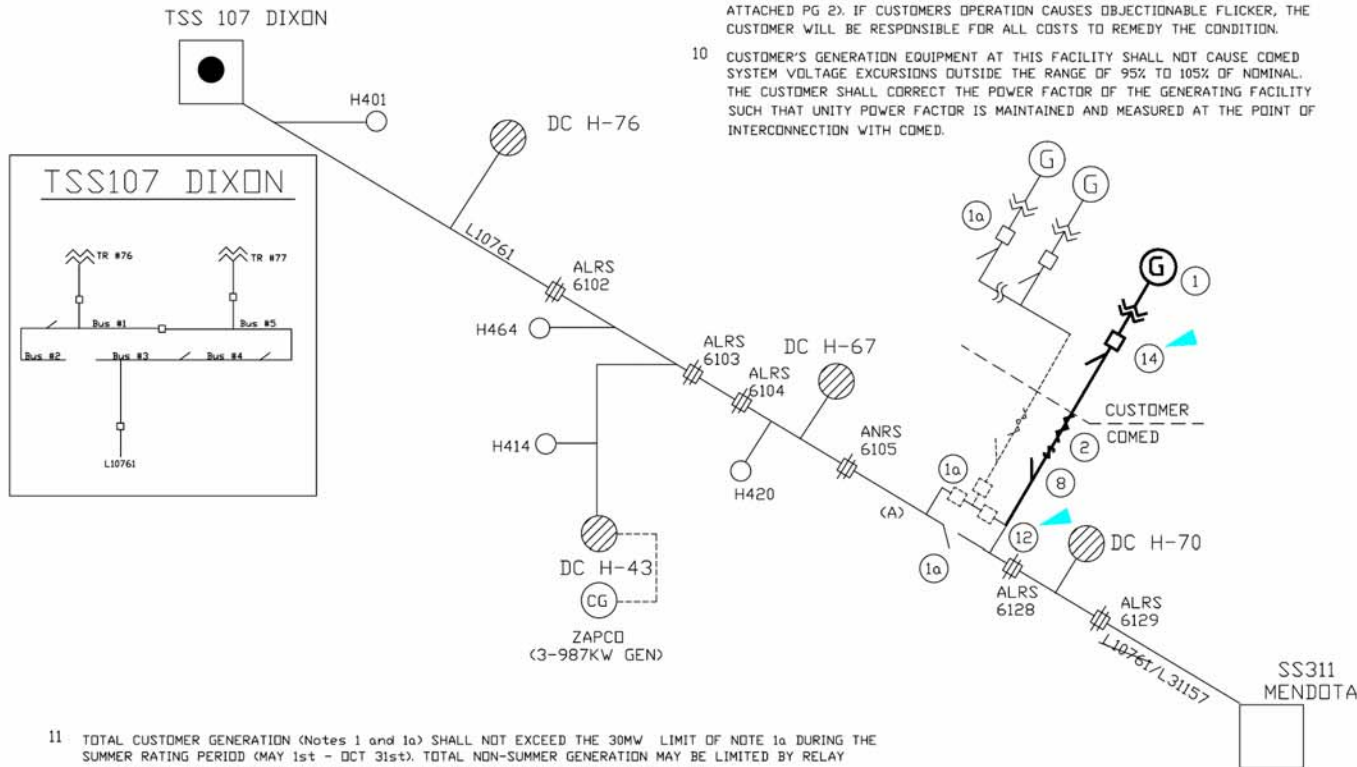 TSS 107 DIXON
ATTACHED PG 2). IF CUSTOMERS OPERATION CAUSES OBJECTIONABLE FLICKER, THE
CUSTOMER WILL BE RESPONSIBLE FOR ALL COSTS TO REMEDY THE CONDITION.
10 CUSTOMER'S GENERATION EQUIPMENT AT THIS FACILITY SHALL NOT CAUSE COMED
SYSTEM VOLTAGE EXCURSIONS OUTSIDE THE RANGE OF 95% TO 105% OF NOMINAL.
THE CUSTOMER SHALL CORRECT THE POWER FACTOR OF THE GENERATING FACILITY
SUCH THAT UNITY POWER FACTOR IS MAINTAINED AND MEASURED AT THE POINT OF
INTERCONNECTION WITH COMED.
H401
DC H-76
TSS107 DIXON
TR #76
TR #77
Bus #1
Bus #5
Bus #2
Bus #3
Bus #4
L10761
L10761
ALRS
6102
H464
ALRS
6103
ALRS
6104
DC H-67
H414
H420
ANRS
6105
DC H-43
CG
ZAPCO
(3-987KW GEN)
G
G
1a
G
1
14
CUSTOMER
COMED
2
8
1a
(A)
12
1a
DC H-70
ALRS
6128
ALRS
6129
L10761/L31157
SS311
MENDOTA
11 TOTAL CUSTOMER GENERATION (Notes 1 and 1a) SHALL NOT EXCEED THE 30MW LIMIT OF NOTE 1a DURING THE
SUMMER RATING PERIOD (MAY 1st - OCT 31st). TOTAL NON-SUMMER GENERATION MAY BE LIMITED BY RELAY